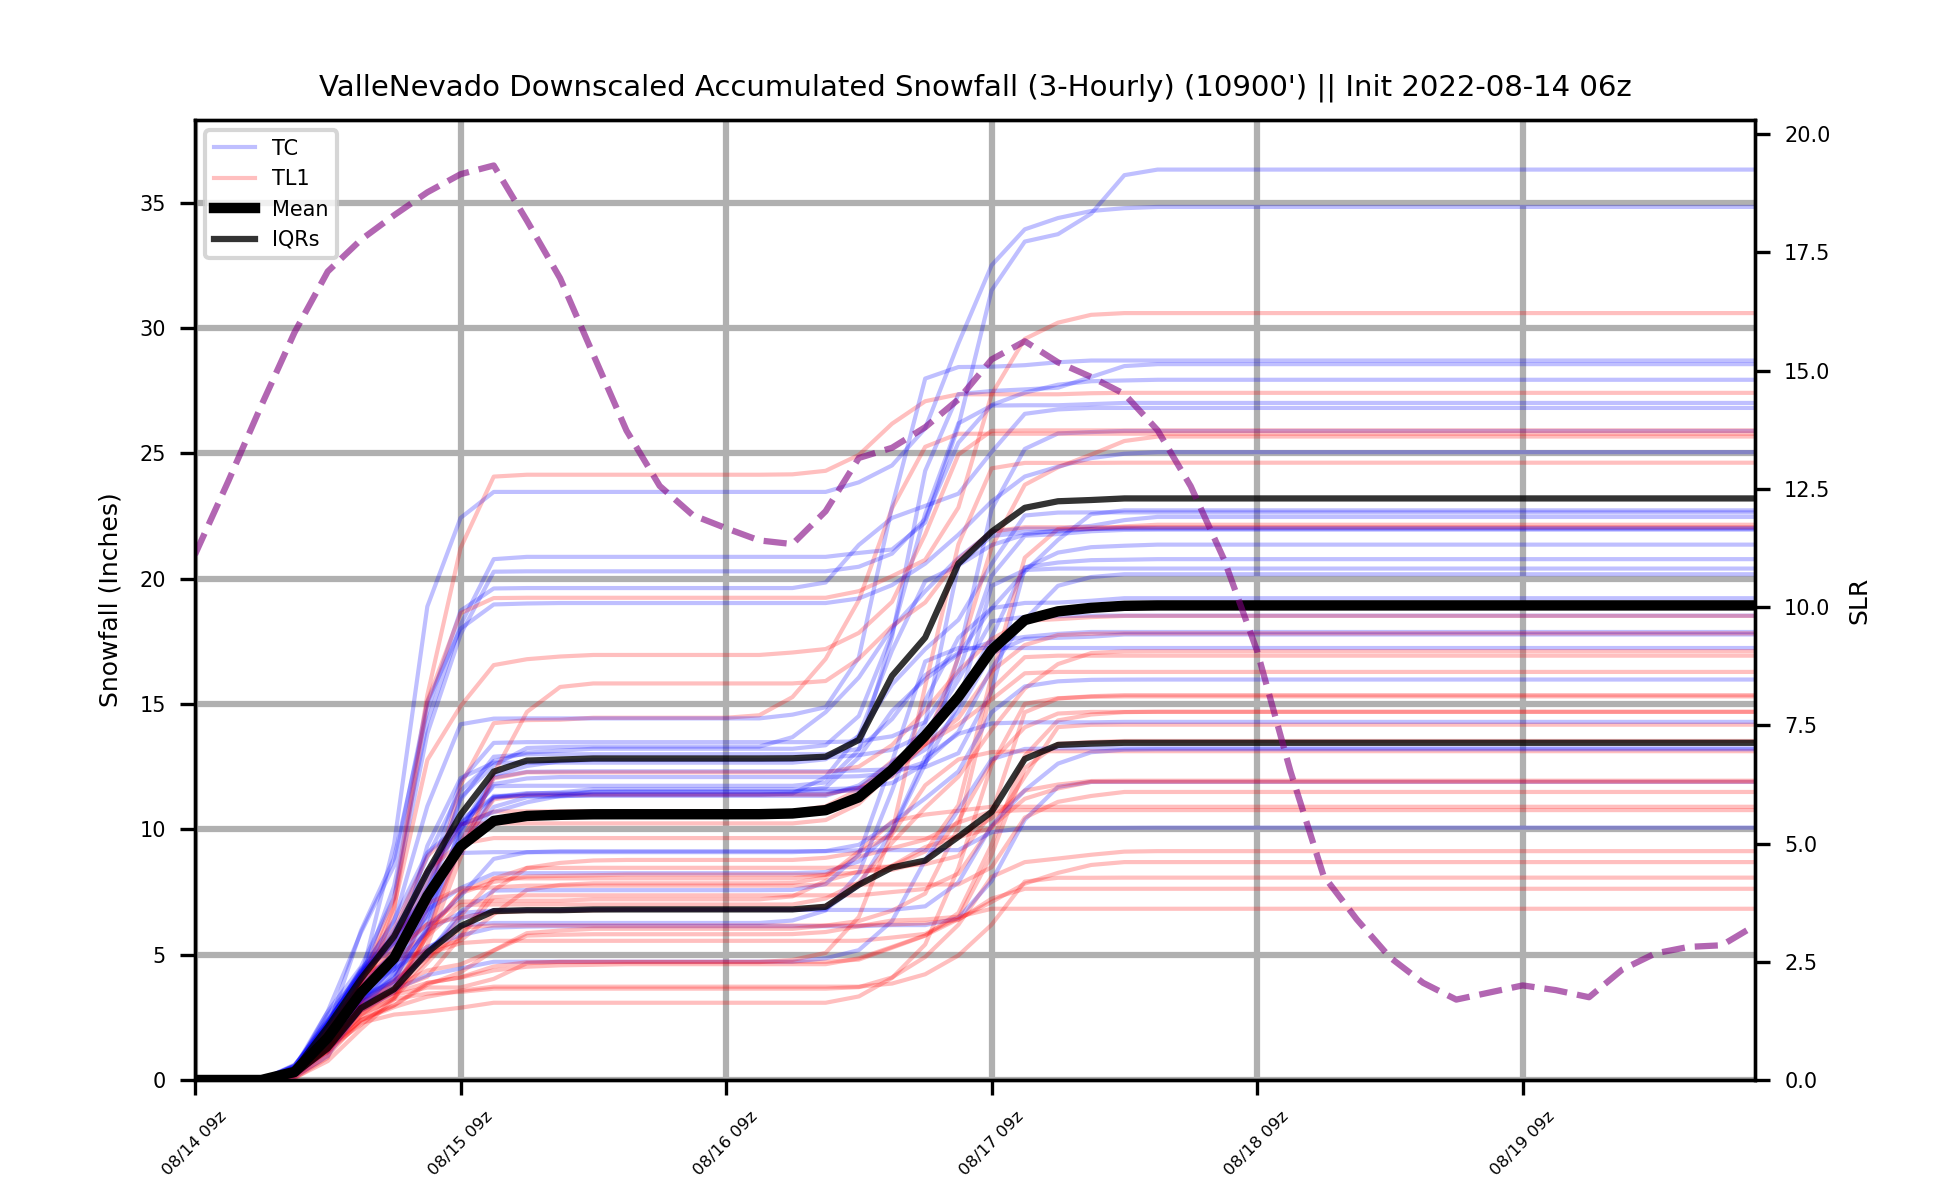 ValleNevado Downscaled Accumulated Snowfall (3-Hourly) (10900') || Init 2022-08-14 06z
TC
TL1
Mean
IQRs
Snowfall (Inches)
35
30
25
20
15
10
5
0
20.0
17.5
15.0
12.5
10.0
7.5
5.0
2.5
0.0
SLR
08/14 09z
08/15 09z
08/16 09z
08/17 09z
08/18 09z
08/19 09z